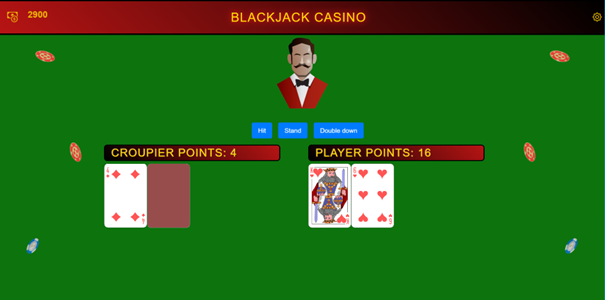 2900
BLACKJACK CASINO
Hit
Stand
Double down
CROUPIER POINTS: 4
PLAYER POINTS: 16